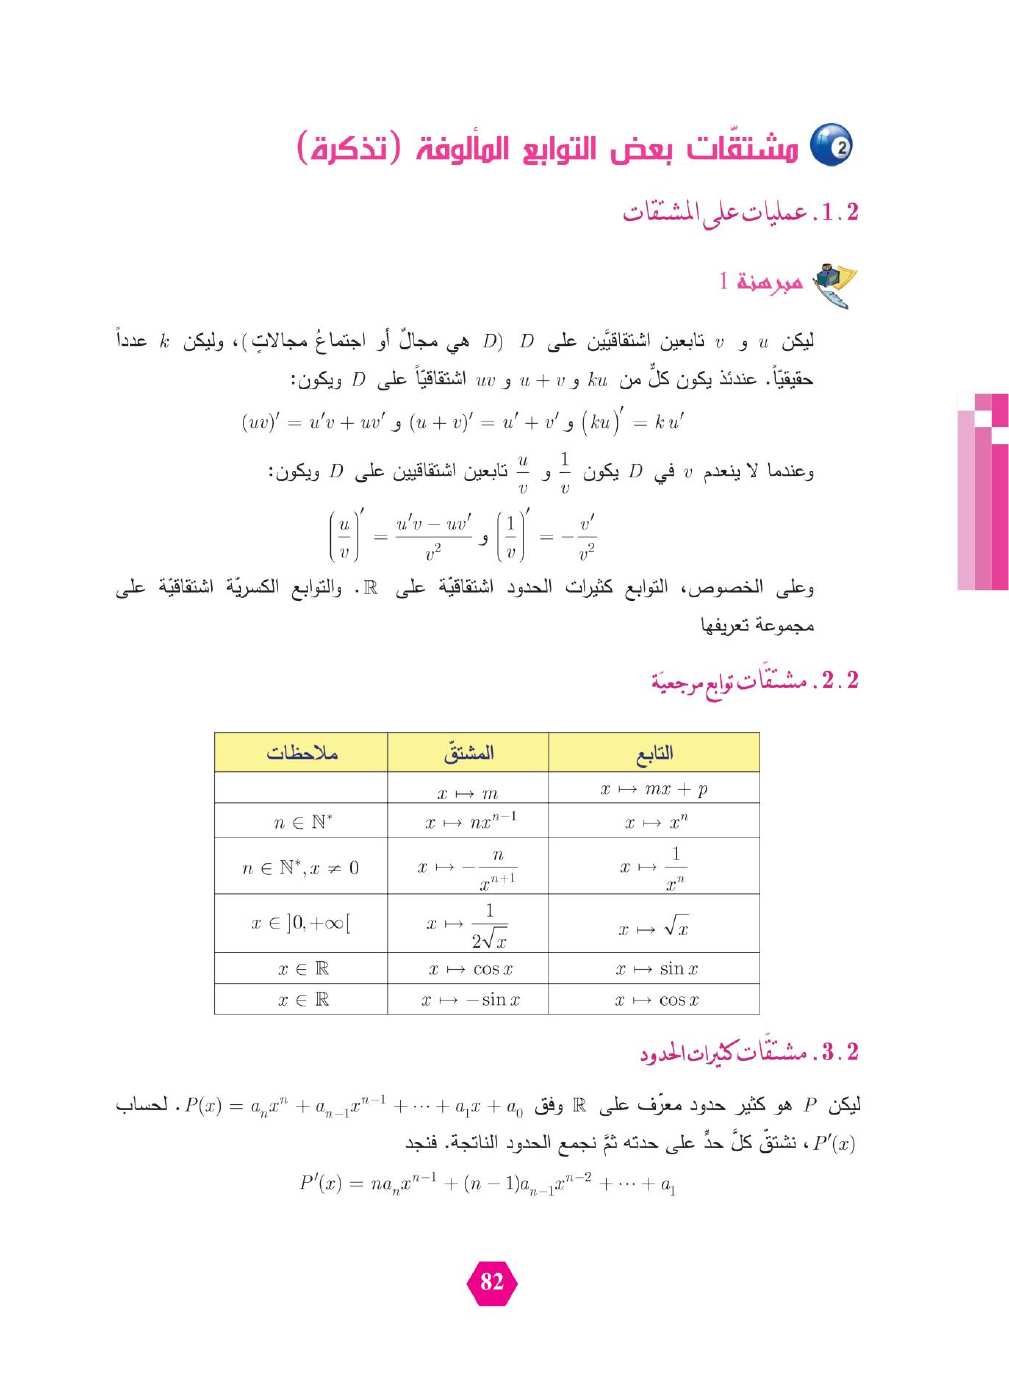 2 مشتقّات بعض التوابع المألوفة (تذكرة)
1.2. عمليات على المشتقات
مبرهنة 1
ليكن u و v تابعين اشتقاقيَّين على D (D هي مجالٌ أو اجتماعُ مجالاتٍ)، وليكن k عدداً
حقيقيّاً. عندئذ يكون كلٌّ من ku و u + v و uv اشتقاقيّاً على D ويكون:
(ku)′ = k u′ و (u + v)′ = u′ + v′ و (uv)′ = u′v + uv′
وعندما لا ينعدم v في D يكون 1/v و u/v تابعين اشتقاقيين على D ويكون:
(1/v)′ = −v′/v² و (u/v)′ = (u′v − uv′)/v²
وعلى الخصوص، التوابع كثيرات الحدود اشتقاقيّة على ℝ. والتوابع الكسريّة اشتقاقيّة على
مجموعة تعريفها
2.2. مشتقّات توابع مرجعيّة
التابع المشتقّ ملاحظات
x ↦ mx + p x ↦ m
x ↦ xⁿ x ↦ nxⁿ⁻¹ n ∈ ℕ*
x ↦ 1/xⁿ x ↦ −n/xⁿ⁺¹ n ∈ ℕ*, x ≠ 0
x ↦ √x x ↦ 1/(2√x) x ∈ ]0,+∞[
x ↦ sin x x ↦ cos x x ∈ ℝ
x ↦ cos x x ↦ −sin x x ∈ ℝ
3.2. مشتقّات كثيرات الحدود
ليكن P هو كثير حدود معرّف على ℝ وفق P(x) = aₙxⁿ + aₙ₋₁xⁿ⁻¹ + ⋯ + a₁x + a₀. لحساب
P′(x)، نشتقّ كلَّ حدٍّ على حدته ثمَّ نجمع الحدود الناتجة. فنجد
P′(x) = naₙxⁿ⁻¹ + (n − 1)aₙ₋₁xⁿ⁻² + ⋯ + a₁
82